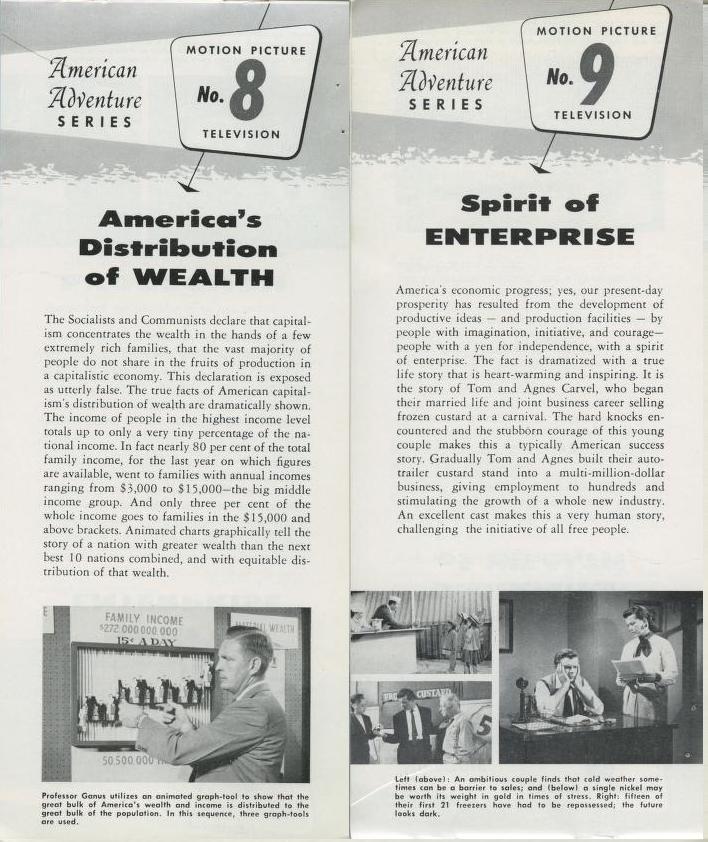 American
Adventure
SERIES
MOTION PICTURE
No. 8
TELEVISION
America's
Distribution
of WEALTH
The Socialists and Communists declare that capital-
ism concentrates the wealth in the hands of a few
extremely rich families, that the vast majority of
people do not share in the fruits of production in
a capitalistic economy. This declaration is exposed
as utterly false. The true facts of American capital-
ism's distribution of wealth are dramatically shown.
The income of people in the highest income level
totals up to only a very tiny percentage of the na-
tional income. In fact nearly 80 per cent of the total
family income, for the last year on which figures
are available, went to families with annual incomes
ranging from $3,000 to $15,000—the big middle
income group. And only three per cent of the
whole income goes to families in the $15,000 and
above brackets. Animated charts graphically tell the
story of a nation with greater wealth than the next
best 10 nations combined, and with equitable dis-
tribution of that wealth.
FAMILY INCOME
$272,000,000,000
15¢ A DAY
MATERIAL WEALTH
50,500,000
Professor Ganus utilizes an animated graph-tool to show that the
great bulk of America's wealth and income is distributed to the
great bulk of the population. In this sequence, three graph-tools
are used.
American
Adventure
SERIES
MOTION PICTURE
No. 9
TELEVISION
Spirit of
ENTERPRISE
America's economic progress; yes, our present-day
prosperity has resulted from the development of
productive ideas — and production facilities — by
people with imagination, initiative, and courage—
people with a yen for independence, with a spirit
of enterprise. The fact is dramatized with a true
life story that is heart-warming and inspiring. It is
the story of Tom and Agnes Carvel, who began
their married life and joint business career selling
frozen custard at a carnival. The hard knocks en-
countered and the stubborn courage of this young
couple makes this a typically American success
story. Gradually Tom and Agnes built their auto-
trailer custard stand into a multi-million-dollar
business, giving employment to hundreds and
stimulating the growth of a whole new industry.
An excellent cast makes this a very human story,
challenging the initiative of all free people.
CUSTARD
5
Left (above): An ambitious couple finds that cold weather some-
times can be a barrier to sales; and (below) a single nickel may
be worth its weight in gold in times of stress. Right: fifteen of
their first 21 freezers have had to be repossessed; the future
looks dark.